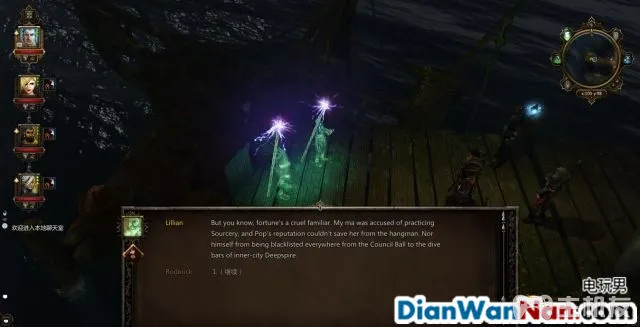 欢迎进入本地聊天室
Lillian
But you know, fortune's a cruel familiar. My ma was accused of practicing
Sourcery, and Pop's reputation couldn't save her from the hangman. Nor
himself from being blacklisted everywhere from the Council Ball to the dive
bars of inner-city Deepspire.
Roderick
1.（继续）
电玩男
DianWanNan.com